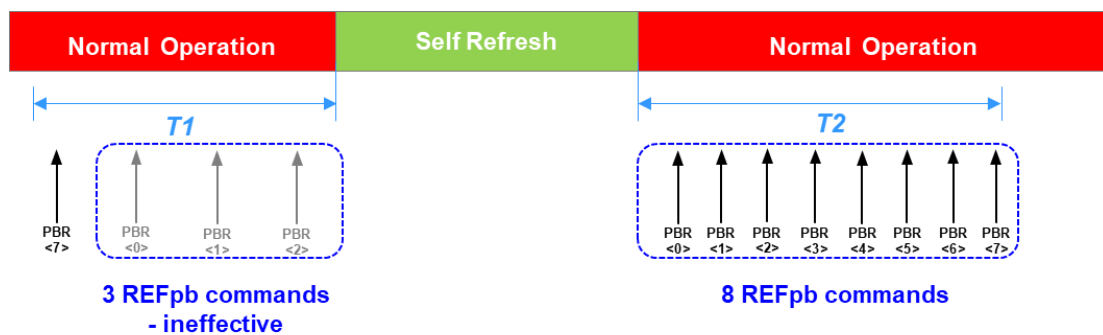 Normal Operation
Self Refresh
Normal Operation
T1
T2
PBR
<7>
PBR
<0>
PBR
<1>
PBR
<2>
PBR
<0>
PBR
<1>
PBR
<2>
PBR
<3>
PBR
<4>
PBR
<5>
PBR
<6>
PBR
<7>
3 REFpb commands
- ineffective
8 REFpb commands